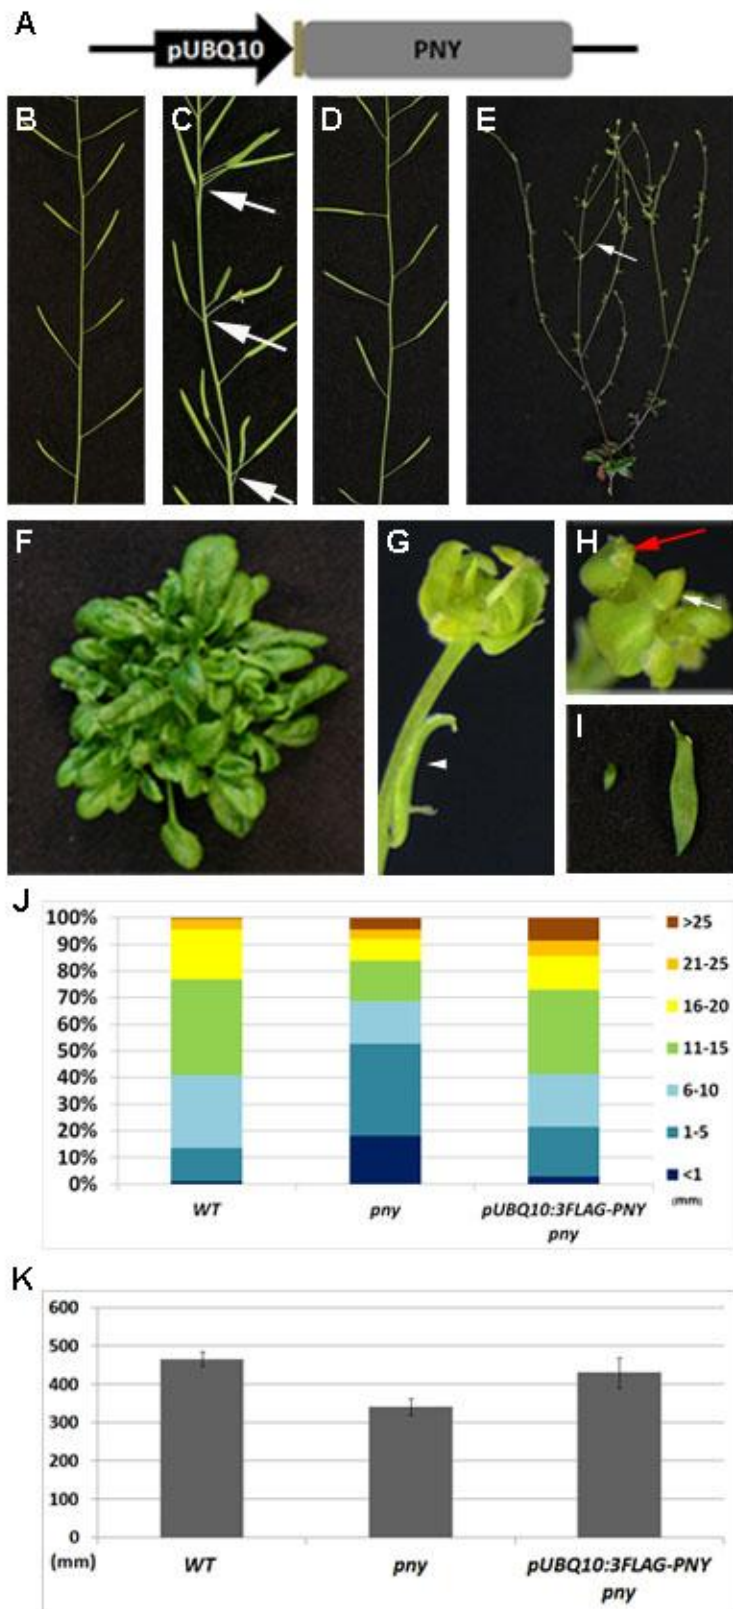 A
pUBQ10
PNY
B
C
D
E
F
G
H
I
J
100%
90%
80%
70%
60%
50%
40%
30%
20%
10%
0%
>25
21-25
16-20
11-15
6-10
1-5
<1
(mm)
WT
pny
pUBQ10:3FLAG-PNY
pny
K
600
500
400
300
200
100
0
(mm)
WT
pny
pUBQ10:3FLAG-PNY
pny